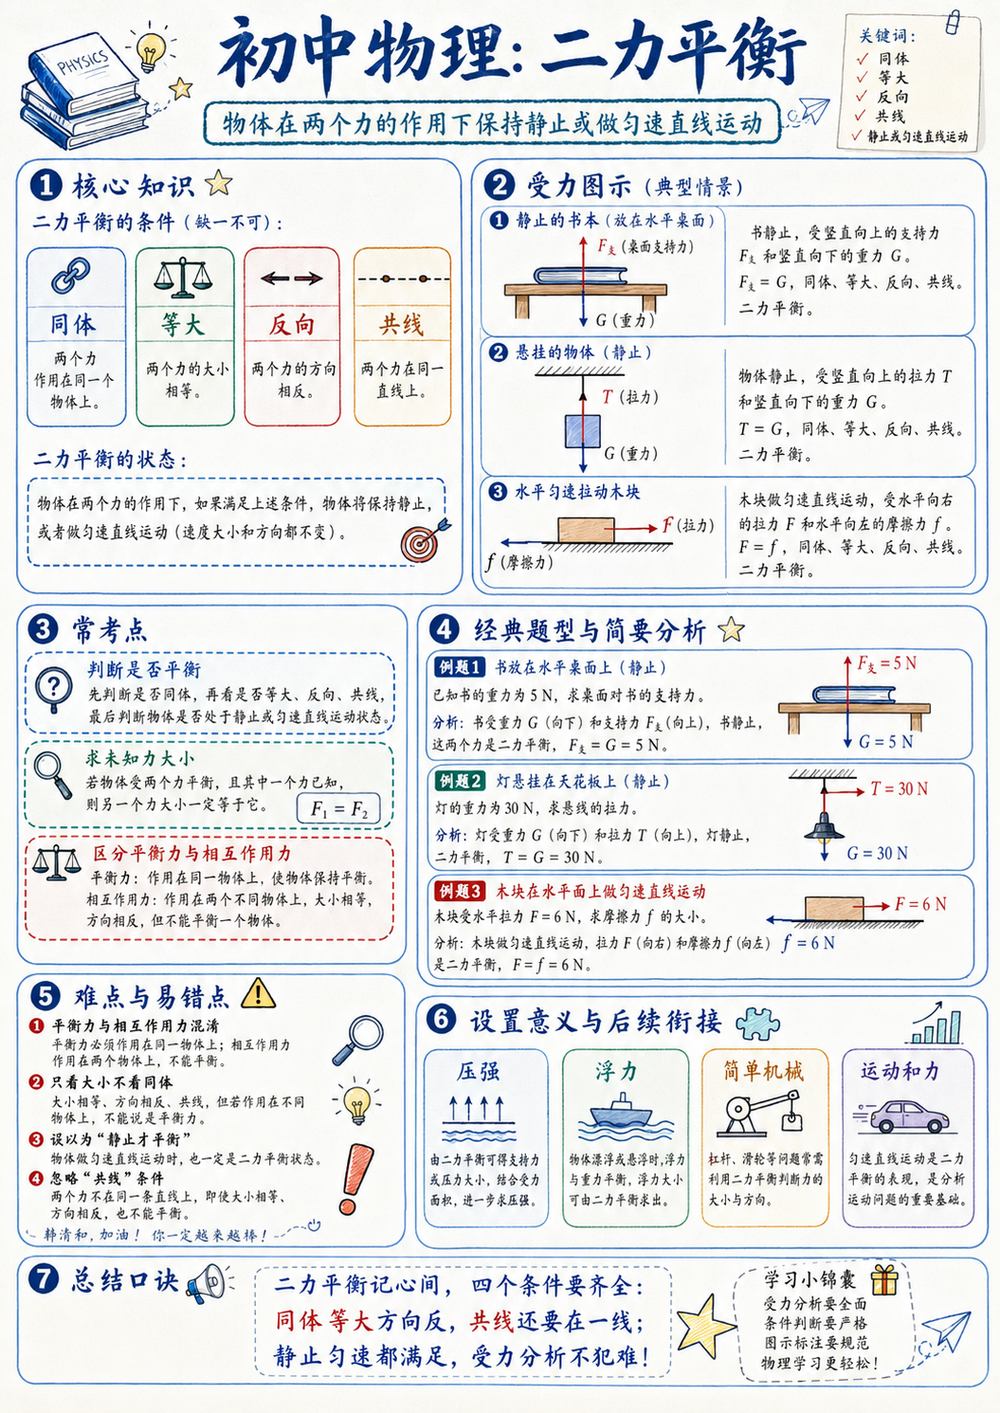 PHYSICS
初中物理：二力平衡
物体在两个力的作用下保持静止或做匀速直线运动
关键词：
✓ 同体
✓ 等大
✓ 反向
✓ 共线
✓ 静止或匀速直线运动
1 核心知识
二力平衡的条件（缺一不可）：
同体
两个力
作用在同一个
物体上。
等大
两个力的大小
相等。
反向
两个力的方向
相反。
共线
两个力在同一
直线上。
二力平衡的状态：
物体在两个力的作用下，如果满足上述条件，物体将保持静止，
或者做匀速直线运动（速度大小和方向都不变）。
2 受力图示（典型情景）
1 静止的书本（放在水平桌面）
F支（桌面支持力）
G（重力）
书静止，受竖直向上的支持力
F支 和竖直向下的重力 G。
F支 = G，同体、等大、反向、共线。
二力平衡。
2 悬挂的物体（静止）
T（拉力）
G（重力）
物体静止，受竖直向上的拉力 T
和竖直向下的重力 G。
T = G，同体、等大、反向、共线。
二力平衡。
3 水平匀速拉动木块
F（拉力）
f（摩擦力）
木块做匀速直线运动，受水平向右
的拉力 F 和水平向左的摩擦力 f。
F = f，同体、等大、反向、共线。
二力平衡。
3 常考点
?
判断是否平衡
先判断是否同体，再看是否等大、反向、共线，
最后判断物体是否处于静止或匀速直线运动状态。
求未知力大小
若物体受两个力平衡，且其中一个力已知，
则另一个力大小一定等于它。
F₁ = F₂
区分平衡力与相互作用力
平衡力：作用在同一物体上，使物体保持平衡。
相互作用力：作用在两个不同物体上，大小相等，
方向相反，但不能平衡一个物体。
4 经典题型与简要分析
例题1 书放在水平桌面上（静止）
已知书的重力为 5 N，求桌面对书的支持力。
分析：书受重力 G（向下）和支持力 F支（向上），书静止，
这两个力是二力平衡，F支 = G = 5 N。
F支 = 5 N
G = 5 N
例题2 灯悬挂在天花板上（静止）
灯的重力为 30 N，求悬线的拉力。
分析：灯受重力 G（向下）和拉力 T（向上），灯静止，
二力平衡，T = G = 30 N。
T = 30 N
G = 30 N
例题3 木块在水平面上做匀速直线运动
木块受水平拉力 F = 6 N，求摩擦力 f 的大小。
分析：木块做匀速直线运动，拉力 F（向右）和摩擦力 f（向左）
是二力平衡，F = f = 6 N。
F = 6 N
f = 6 N
5 难点与易错点
1 平衡力与相互作用力混淆
平衡力必须作用在同一物体上；相互作用力
作用在两个物体上，不能平衡。
2 只看大小不看同体
大小相等、方向相反、共线，但若作用在不同
物体上，不能说是平衡力。
3 误以为“静止才平衡”
物体做匀速直线运动时，也一定是二力平衡状态。
4 忽略“共线”条件
两个力不在同一条直线上，即使大小相等、
方向相反，也不能平衡。
韩清和，加油！你一定越来越棒！
6 设置意义与后续衔接
压强
由二力平衡可得支持力
或压力大小，结合受力
面积，进一步求压强。
浮力
物体漂浮或悬浮时，浮力
与重力平衡，浮力大小
可由二力平衡求出。
简单机械
杠杆、滑轮等问题常需
利用二力平衡判断力的
大小与方向。
运动和力
匀速直线运动是二力
平衡的表现，是分析
运动问题的重要基础。
7 总结口诀
二力平衡记心间，四个条件要齐全：
同体等大方向反，共线还要在一线；
静止匀速都满足，受力分析不犯难！
学习小锦囊
受力分析要全面
条件判断要严格
图示标注要规范
物理学习更轻松！